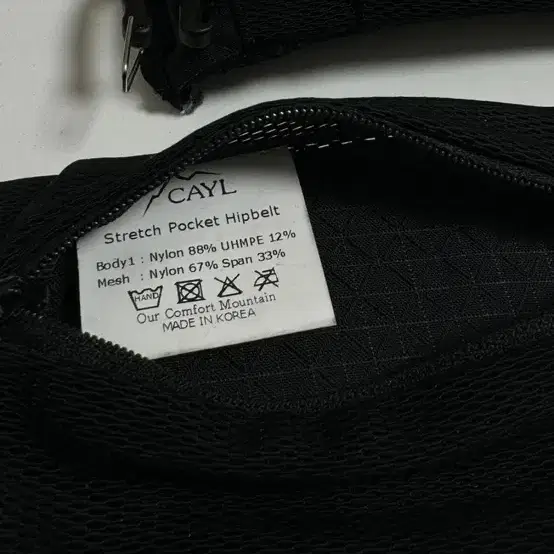 CAYL
Stretch Pocket Hipbelt
Body1 : Nylon 88% UHMPE 12%
Mesh : Nylon 67% Span 33%
HAND
Our Comfort Mountain
MADE IN KOREA